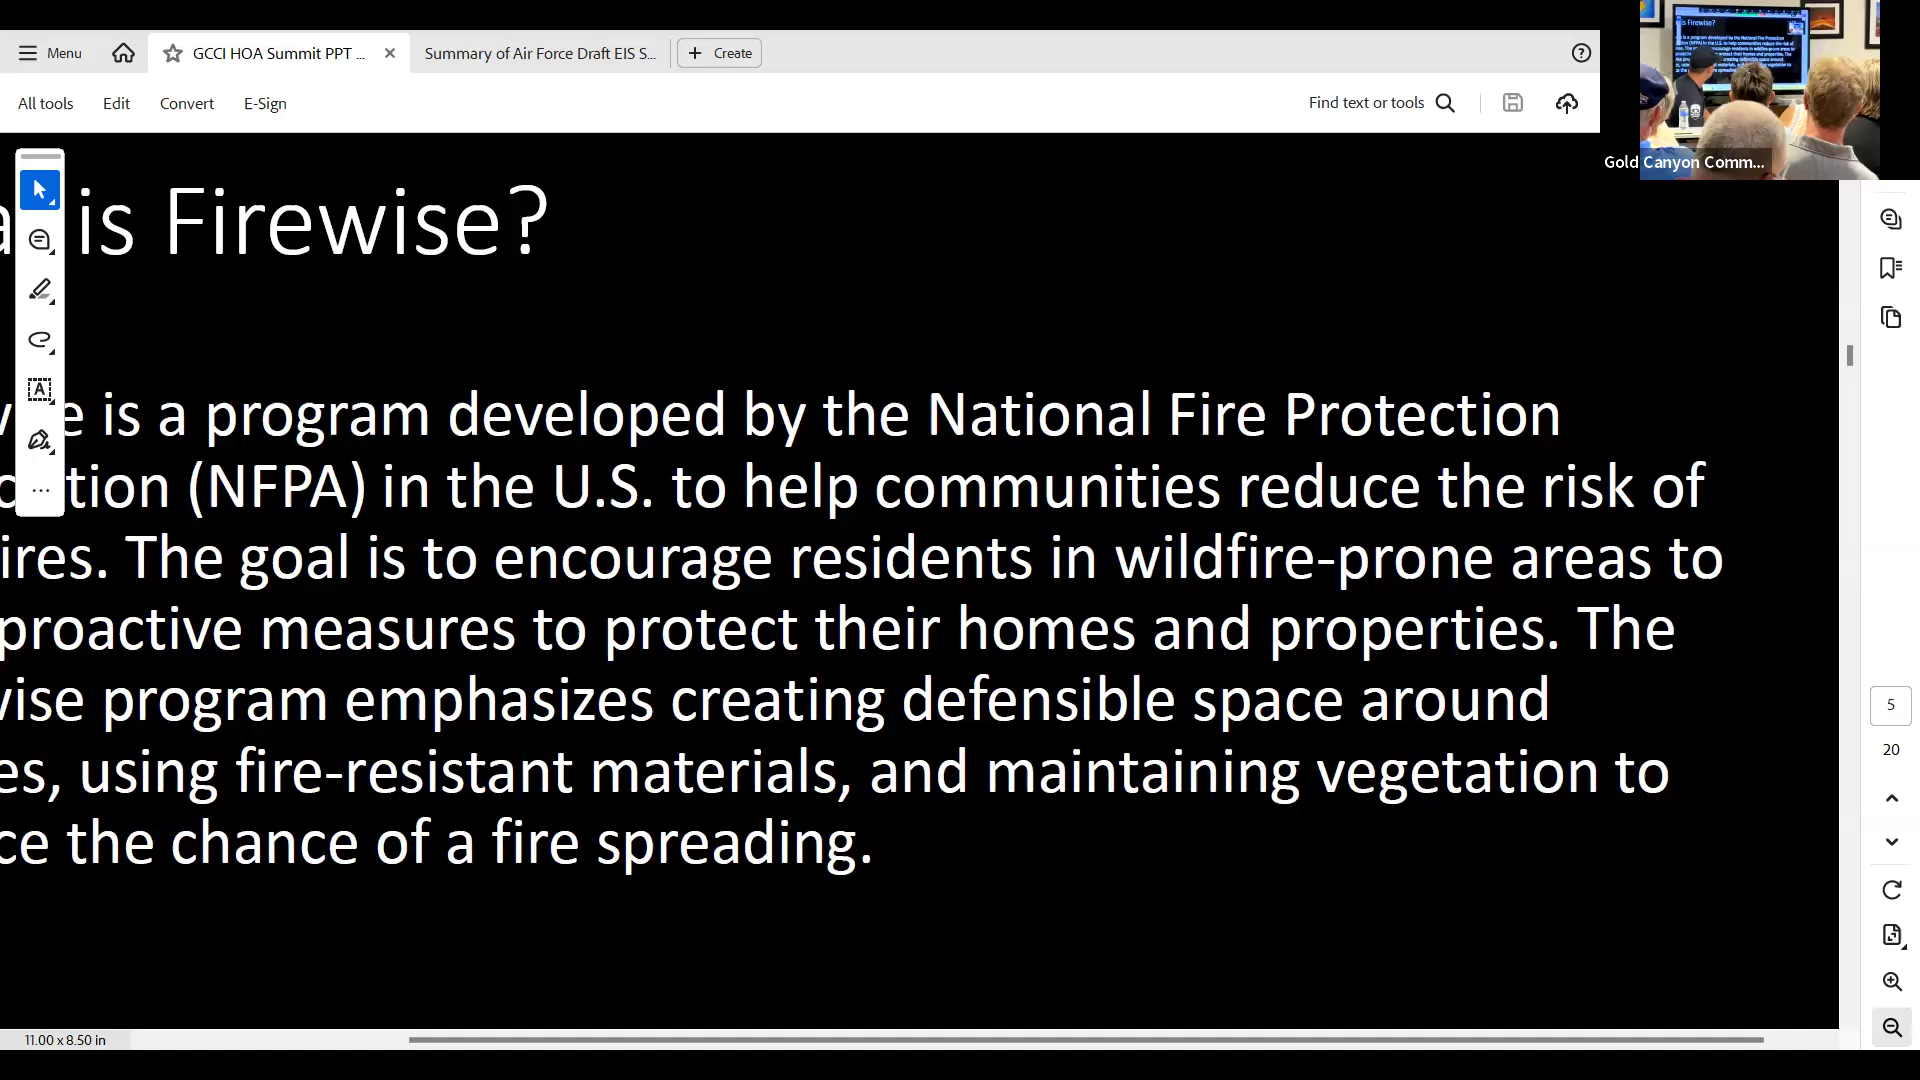 Menu
GCCI HOA Summit PPT ...
Summary of Air Force Draft EIS S...
Create
All tools
Edit
Convert
E-Sign
Find text or tools
Gold Canyon Comm...
is Firewise?
is a program developed by the National Fire Protection
tion (NFPA) in the U.S. to help communities reduce the risk of
ires. The goal is to encourage residents in wildfire-prone areas to
proactive measures to protect their homes and properties. The
wise program emphasizes creating defensible space around
es, using fire-resistant materials, and maintaining vegetation to
ce the chance of a fire spreading.
5
20
11.00 x 8.50 in